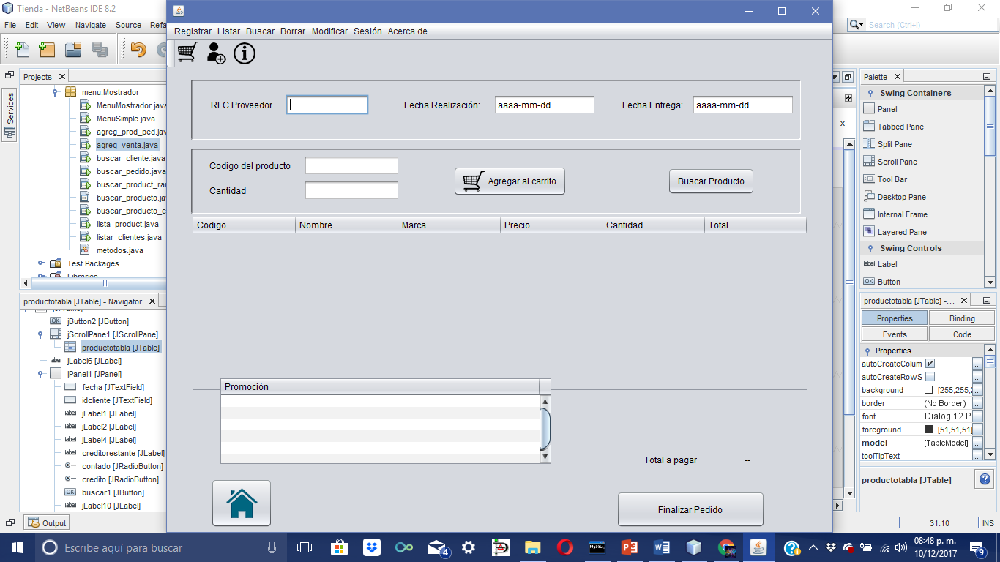 Tienda - NetBeans IDE 8.2
File Edit View Navigate Source Refa
Search (Ctrl+I)
Registrar Listar Buscar Borrar Modificar Sesión Acerca de...
Projects
Services
menu.Mostrador
MenuMostrador.java
MenuSimple.java
agreg_prod_ped.jav
agreg_venta.java
buscar_cliente.java
buscar_pedido.java
buscar_product_ran
buscar_producto.jav
buscar_producto_e
lista_product.java
listar_clientes.java
metodos.java
Test Packages
Libraries
productotabla [JTable] - Navigator
[JFrame]
jButton2 [JButton]
jScrollPane1 [JScrollPane]
productotabla [JTable]
jLabel6 [JLabel]
jPanel1 [JPanel]
fecha [JTextField]
idcliente [JTextField]
jLabel1 [JLabel]
jLabel2 [JLabel]
jLabel4 [JLabel]
creditorestante [JLabel]
contado [JRadioButton]
credito [JRadioButton]
buscar1 [JButton]
jLabel10 [JLabel]
Output
RFC Proveedor
Fecha Realización: aaaa-mm-dd
Fecha Entrega: aaaa-mm-dd
Codigo del producto
Cantidad
Agregar al carrito
Buscar Producto
Codigo Nombre Marca Precio Cantidad Total
Promoción
Total a pagar --
Finalizar Pedido
Palette
Swing Containers
Panel
Tabbed Pane
Split Pane
Scroll Pane
Tool Bar
Desktop Pane
Internal Frame
Layered Pane
Swing Controls
label Label
OK Button
productotabla [JTable] -...
Properties Binding
Events Code
Properties
autoCreateColum
autoCreateRowS
background [255,255,2
border (No Border)
font Dialog 12 P
foreground [51,51,51]
model [TableModel]
toolTipText
productotabla [JTable]
31:10 INS
Escribe aquí para buscar
4
08:48 p. m.
10/12/2017
9